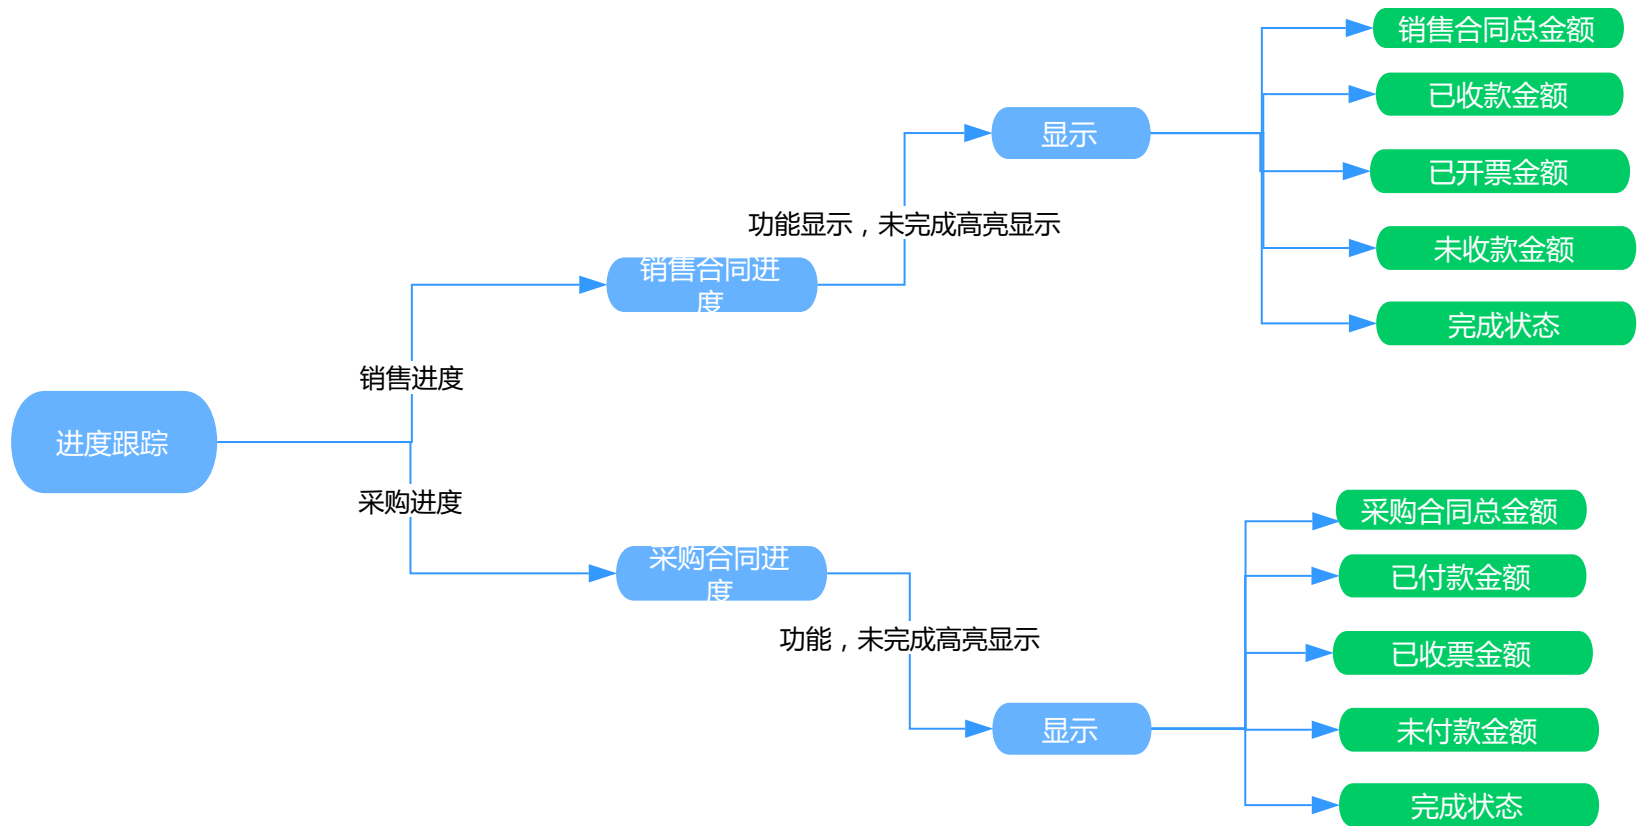 销售合同总金额
已收款金额
显示
已开票金额
功能显示，未完成高亮显示
未收款金额
销售合同进
度
完成状态
销售进度
进度跟踪
采购进度
采购合同总金额
采购合同进
度
已付款金额
功能，未完成高亮显示
已收票金额
显示
未付款金额
完成状态